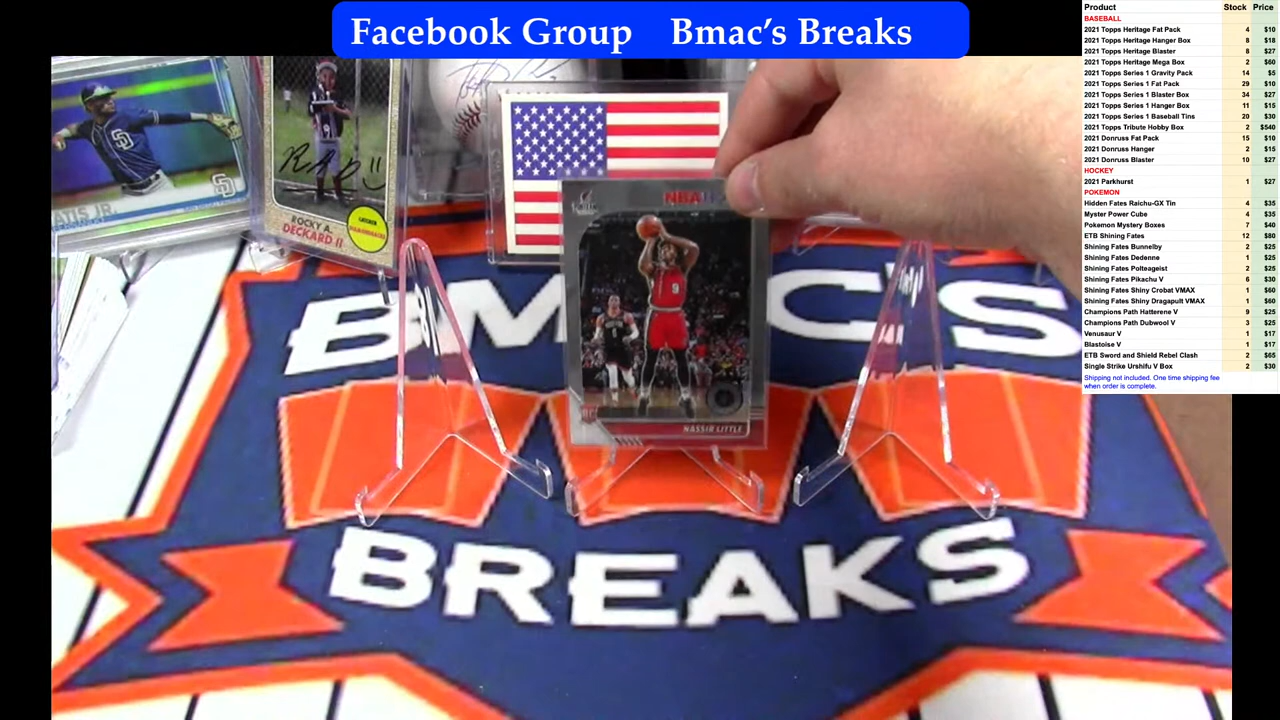 Facebook Group Bmac's Breaks
Product Stock Price
BASEBALL
2021 Topps Heritage Fat Pack 4 $10
2021 Topps Heritage Hanger Box 8 $18
2021 Topps Heritage Blaster 8 $27
2021 Topps Heritage Mega Box 2 $60
2021 Topps Series 1 Gravity Pack 14 $5
2021 Topps Series 1 Fat Pack 29 $10
2021 Topps Series 1 Blaster Box 34 $27
2021 Topps Series 1 Hanger Box 11 $15
2021 Topps Series 1 Baseball Tins 20 $30
2021 Topps Tribute Hobby Box 2 $540
2021 Donruss Fat Pack 15 $10
2021 Donruss Hanger 2 $15
2021 Donruss Blaster 10 $27
HOCKEY
2021 Parkhurst 1 $27
POKEMON
Hidden Fates Raichu-GX Tin 4 $35
Myster Power Cube 4 $35
Pokemon Mystery Boxes 7 $40
ETB Shining Fates 12 $80
Shining Fates Bunnelby 2 $25
Shining Fates Dedenne 1 $25
Shining Fates Polteageist 2 $25
Shining Fates Pikachu V 6 $30
Shining Fates Shiny Crobat VMAX 1 $60
Shining Fates Shiny Dragapult VMAX 1 $60
Champions Path Hatterene V 9 $25
Champions Path Dubwool V 3 $25
Venusaur V 1 $17
Blastoise V 1 $17
ETB Sword and Shield Rebel Clash 2 $65
Single Strike Urshifu V Box 2 $30
Shipping not included. One time shipping fee
when order is complete.
SD
ATIS JR.
9
ROCKY A.
DECKARD II
CATCHER
NBA
9
RC
NASSIR LITTLE
BMAC'S
BREAKS